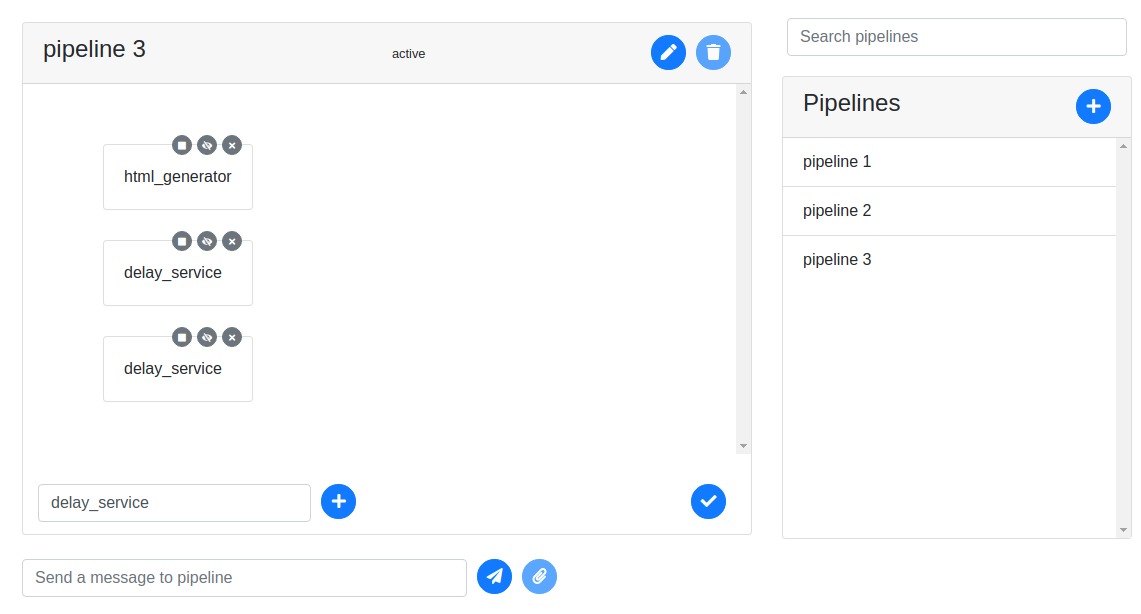 pipeline 3
active
html_generator
delay_service
delay_service
delay_service
Send a message to pipeline
Search pipelines
Pipelines
pipeline 1
pipeline 2
pipeline 3